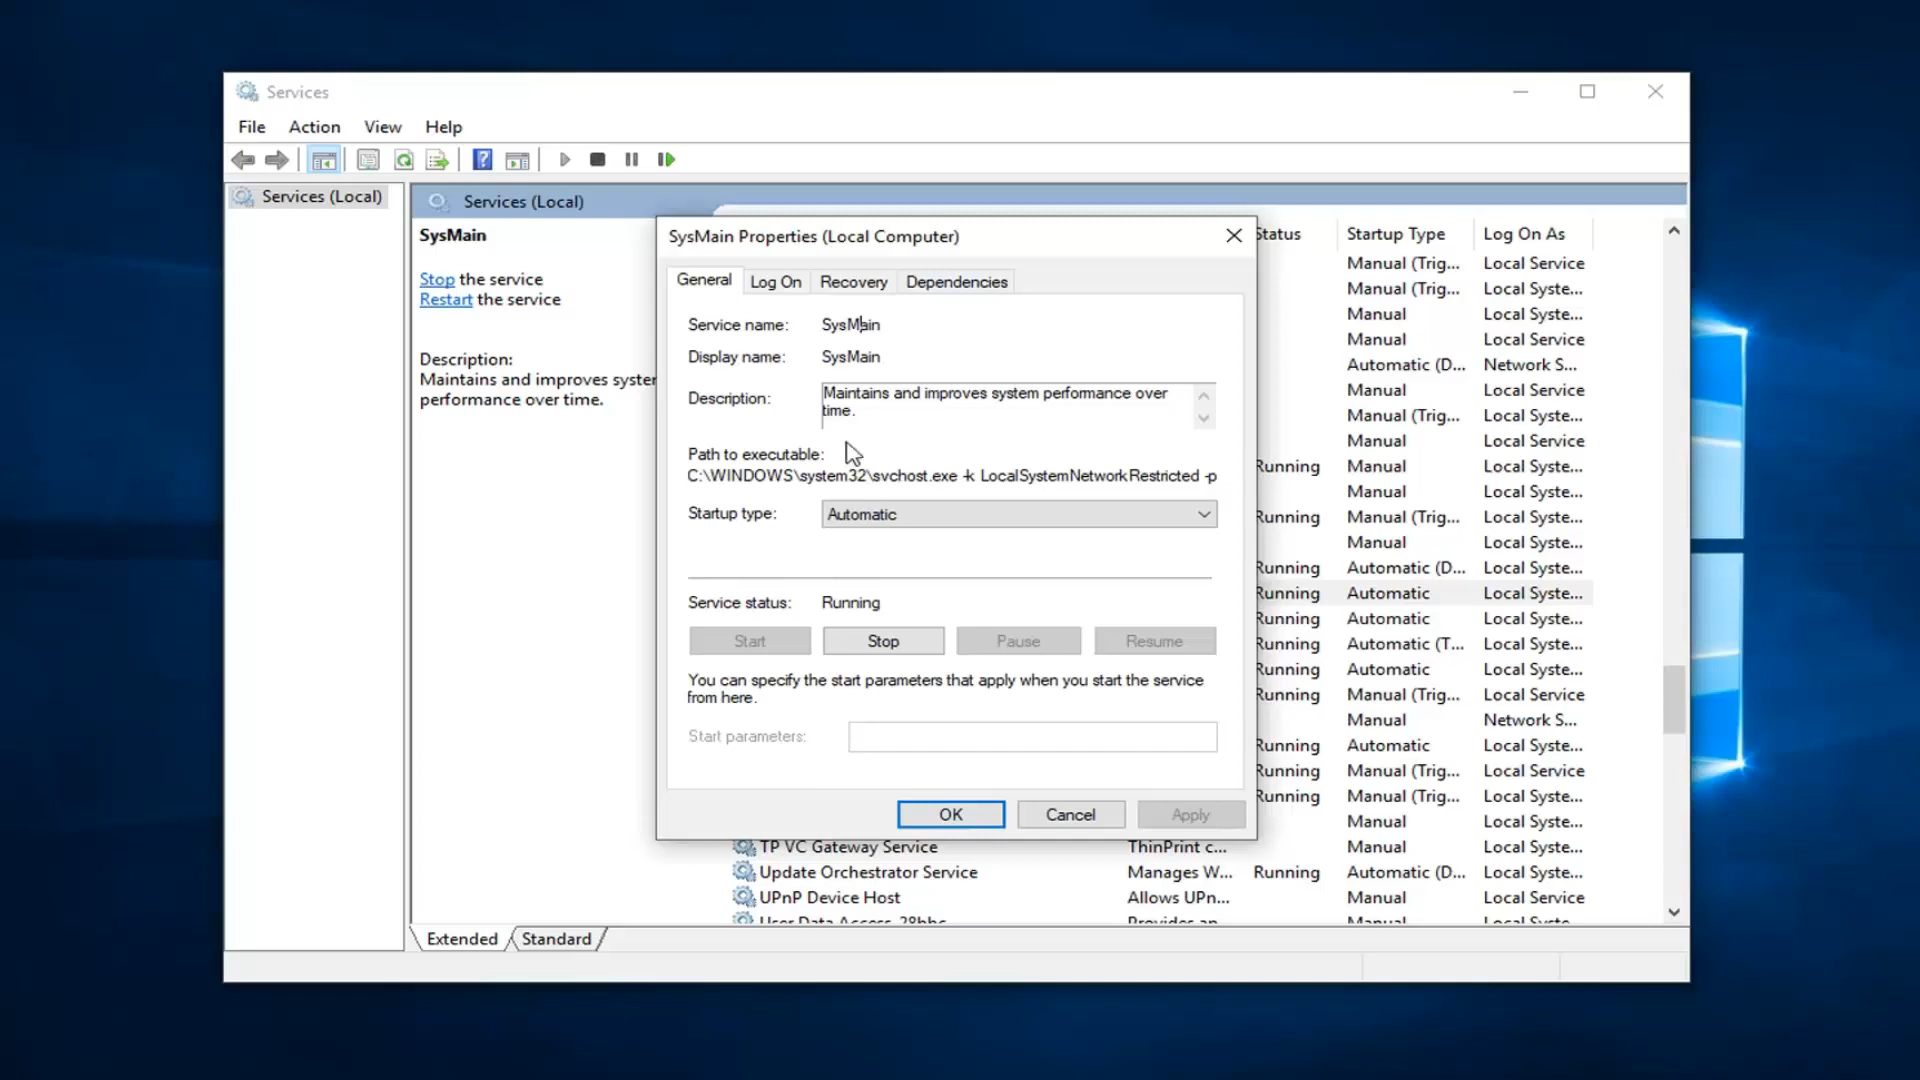 Services
File Action View Help
Services (Local)
Services (Local)
SysMain
Stop the service
Restart the service
Description:
Maintains and improves system
performance over time.
SysMain Properties (Local Computer)
General Log On Recovery Dependencies
Service name: SysMain
Display name: SysMain
Description: Maintains and improves system performance over
time.
Path to executable:
C:\WINDOWS\system32\svchost.exe -k LocalSystemNetworkRestricted -p
Startup type: Automatic
Service status: Running
Start Stop Pause Resume
You can specify the start parameters that apply when you start the service
from here.
Start parameters:
OK Cancel Apply
Status Startup Type Log On As
Manual (Trig... Local Service
Manual (Trig... Local Syste...
Manual Local Syste...
Manual Local Service
Automatic (D... Network S...
Manual Local Service
Manual (Trig... Local Syste...
Manual Local Service
Running Manual Local Syste...
Manual Local Syste...
Running Manual (Trig... Local Syste...
Manual Local Syste...
Running Automatic (D... Local Syste...
Running Automatic Local Syste...
Running Automatic Local Syste...
Running Automatic (T... Local Syste...
Running Automatic Local Syste...
Running Manual (Trig... Local Service
Manual Network S...
Running Automatic Local Syste...
Running Manual (Trig... Local Service
Running Manual (Trig... Local Syste...
Manual Local Syste...
TP VC Gateway Service ThinPrint c... Manual Local Syste...
Update Orchestrator Service Manages W... Running Automatic (D... Local Syste...
UPnP Device Host Allows UPn... Manual Local Service
Extended Standard